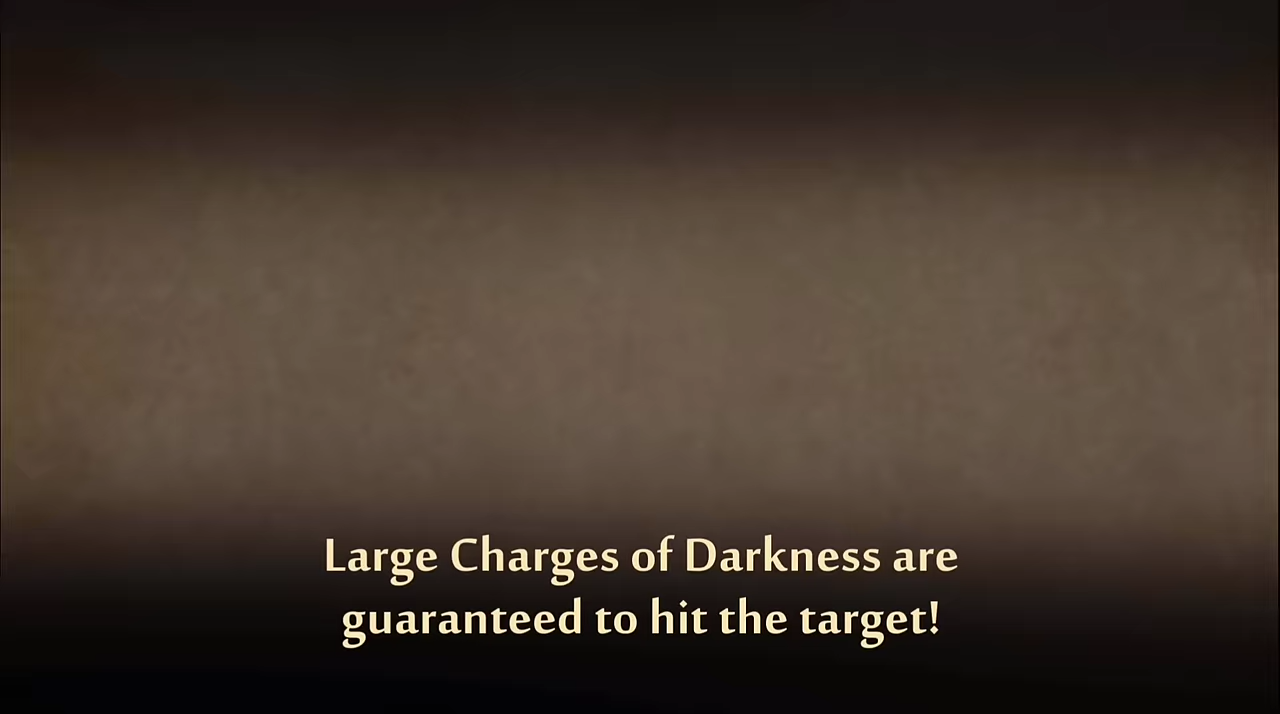 Large Charges of Darkness are
guaranteed to hit the target!